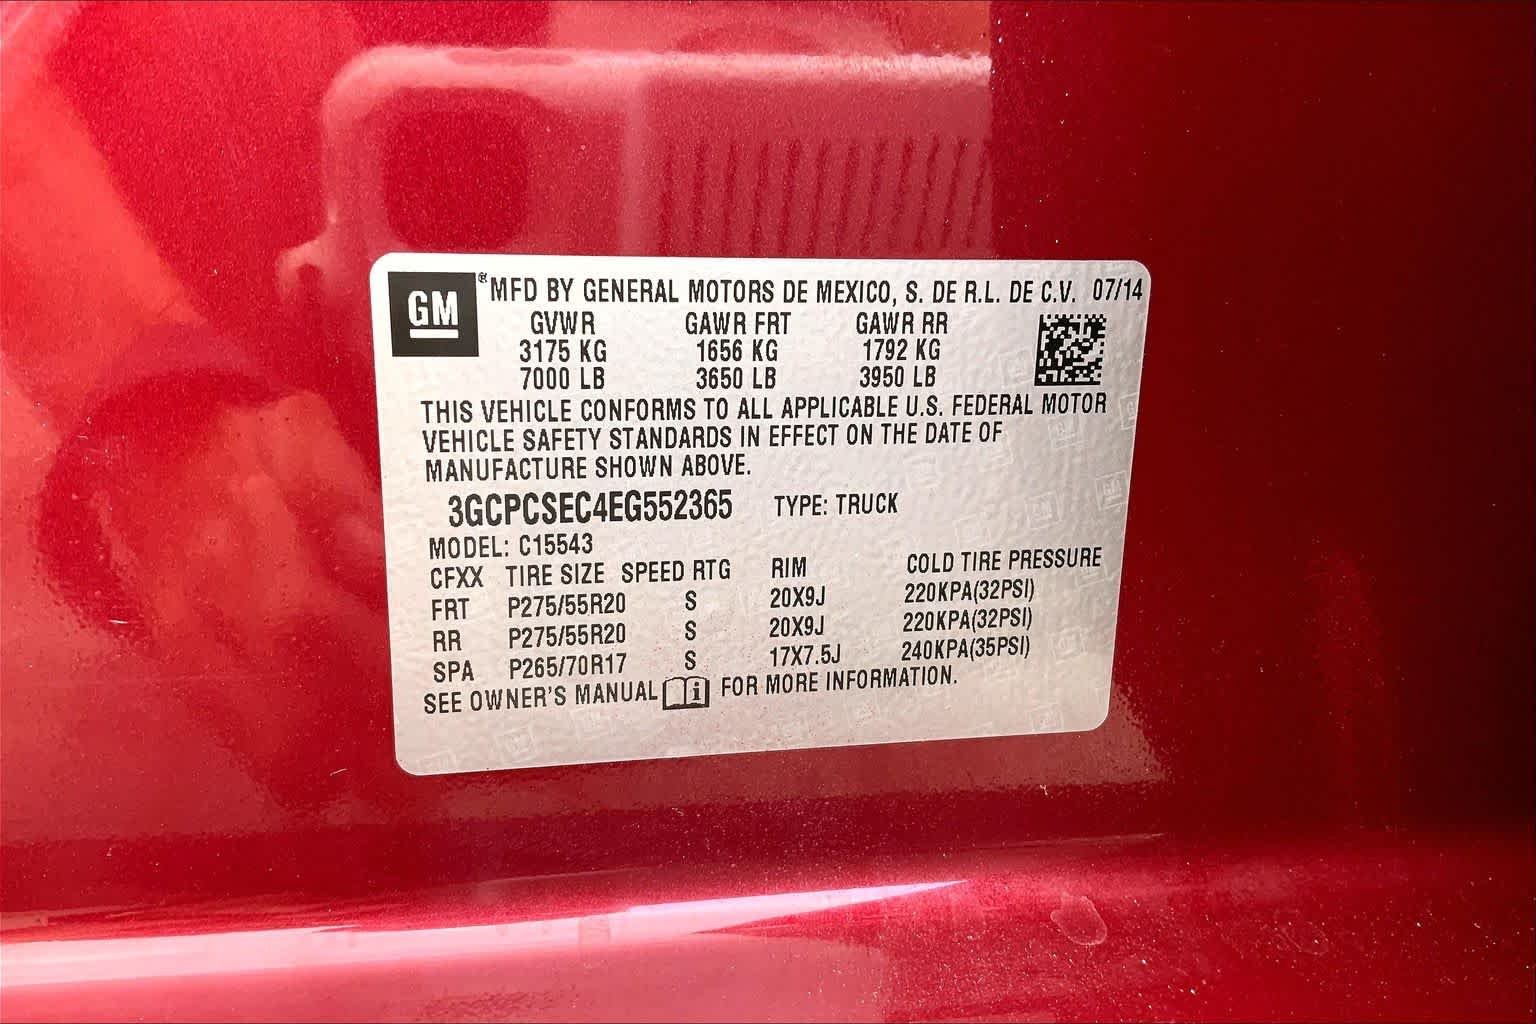 GM ® MFD BY GENERAL MOTORS DE MEXICO, S. DE R.L. DE C.V. 07/14
GVWR GAWR FRT GAWR RR
3175 KG 1656 KG 1792 KG
7000 LB 3650 LB 3950 LB
THIS VEHICLE CONFORMS TO ALL APPLICABLE U.S. FEDERAL MOTOR
VEHICLE SAFETY STANDARDS IN EFFECT ON THE DATE OF
MANUFACTURE SHOWN ABOVE.
3GCPCSEC4EG552365 TYPE: TRUCK
MODEL: C15543
CFXX TIRE SIZE SPEED RTG RIM COLD TIRE PRESSURE
FRT P275/55R20 S 20X9J 220KPA(32PSI)
RR P275/55R20 S 20X9J 220KPA(32PSI)
SPA P265/70R17 S 17X7.5J 240KPA(35PSI)
SEE OWNER'S MANUAL FOR MORE INFORMATION.